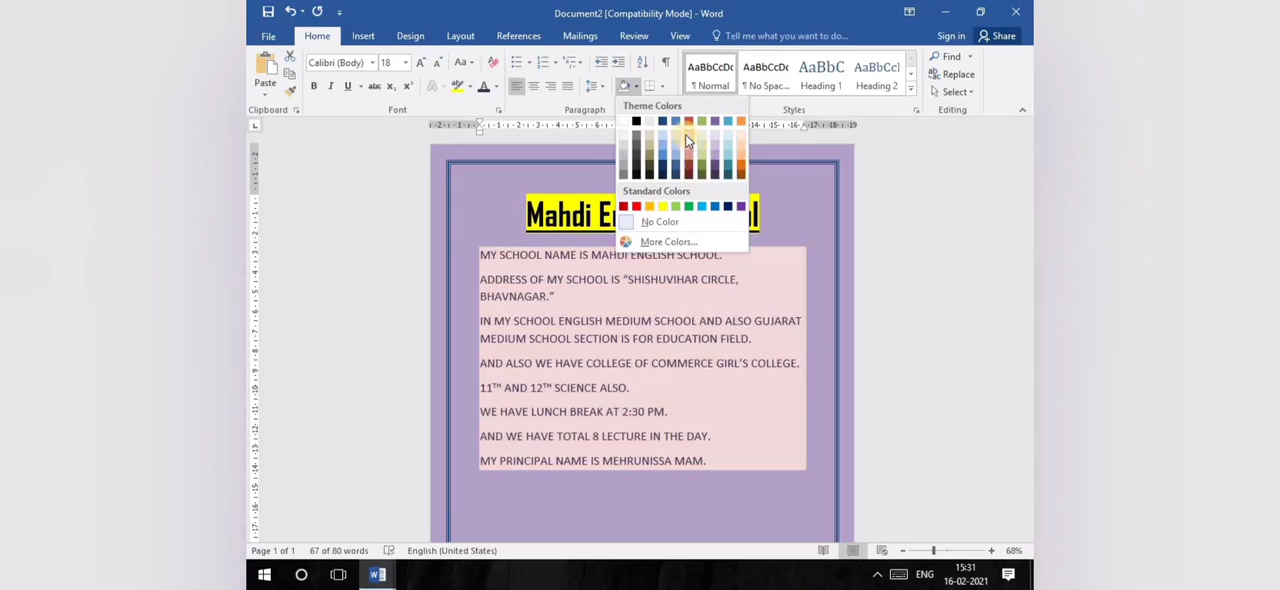 Document2 [Compatibility Mode] - Word
File Home Insert Design Layout References Mailings Review View Tell me what you want to do... Sign in Share
Calibri (Body) 18 Aa
Paste
B I U abc X₂ X²
AaBbCcDc AaBbCcDc AaBbC AaBbCcI
¶ Normal ¶ No Spac... Heading 1 Heading 2
Find
Replace
Select
Clipboard Font Paragraph Styles Editing
Theme Colors
Standard Colors
No Color
More Colors...
Mahdi
MY SCHOOL NAME IS MAHDI ENGLISH SCHOOL.
ADDRESS OF MY SCHOOL IS “SHISHUVIHAR CIRCLE,
BHAVNAGAR.”
IN MY SCHOOL ENGLISH MEDIUM SCHOOL AND ALSO GUJARAT
MEDIUM SCHOOL SECTION IS FOR EDUCATION FIELD.
AND ALSO WE HAVE COLLEGE OF COMMERCE GIRL’S COLLEGE.
11TH AND 12TH SCIENCE ALSO.
WE HAVE LUNCH BREAK AT 2:30 PM.
AND WE HAVE TOTAL 8 LECTURE IN THE DAY.
MY PRINCIPAL NAME IS MEHRUNISSA MAM.
Page 1 of 1 67 of 80 words English (United States) 68%
ENG 15:31
16-02-2021